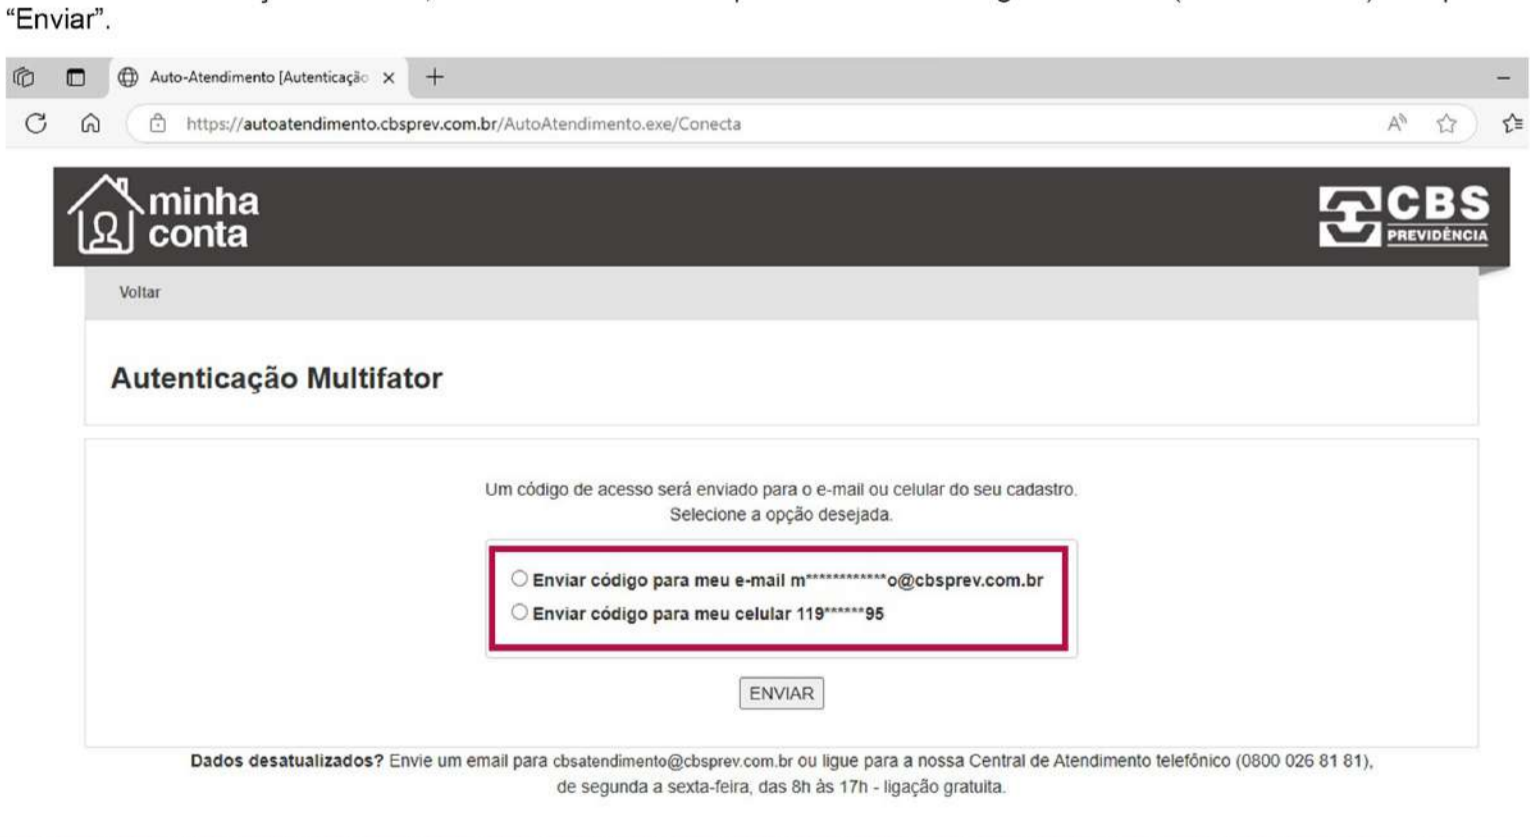 “Enviar”.
Auto-Atendimento [Autenticação
https://autoatendimento.cbsprev.com.br/AutoAtendimento.exe/Conecta
minha
conta
CBS
PREVIDÊNCIA
Voltar
Autenticação Multifator
Um código de acesso será enviado para o e-mail ou celular do seu cadastro.
Selecione a opção desejada.
Enviar código para meu e-mail m************o@cbsprev.com.br
Enviar código para meu celular 119******95
ENVIAR
Dados desatualizados? Envie um email para cbsatendimento@cbsprev.com.br ou ligue para a nossa Central de Atendimento telefônico (0800 026 81 81),
de segunda a sexta-feira, das 8h às 17h - ligação gratuita.